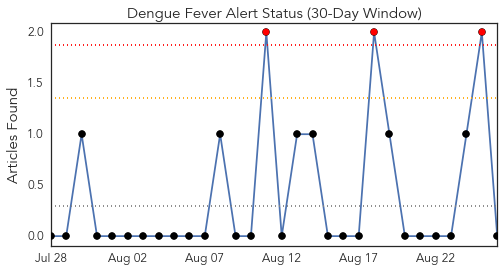 Dengue Fever Alert Status (30-Day Window)
2.0
1.5
1.0
0.5
0.0
Articles Found
Jul 28 Aug 02 Aug 07 Aug 12 Aug 17 Aug 22